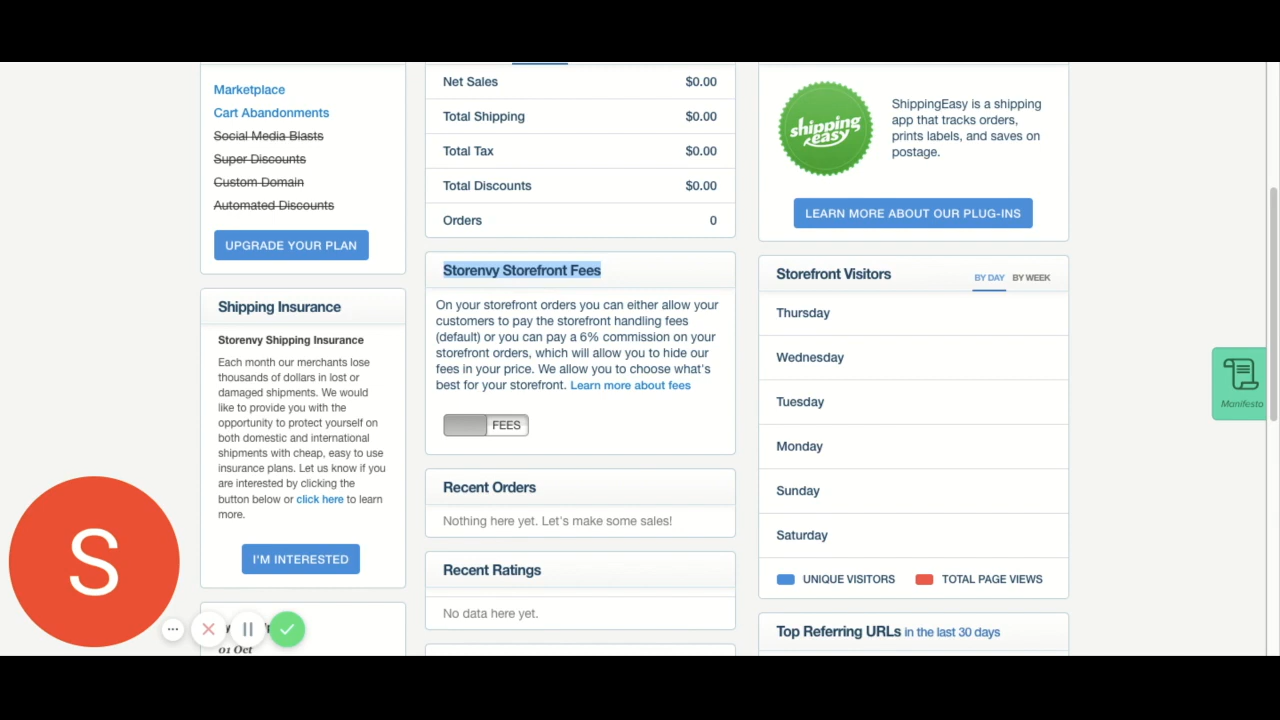 Marketplace
Cart Abandonments
Social Media Blasts
Super Discounts
Custom Domain
Automated Discounts
UPGRADE YOUR PLAN
Shipping Insurance
Storenvy Shipping Insurance
Each month our merchants lose
thousands of dollars in lost or
damaged shipments. We would
like to provide you with the
opportunity to protect yourself on
both domestic and international
shipments with cheap, easy to use
insurance plans. Let us know if you
are interested by clicking the
button below or click here to learn
more.
I'M INTERESTED
S
01 Oct
Net Sales $0.00
Total Shipping $0.00
Total Tax $0.00
Total Discounts $0.00
Orders 0
Storenvy Storefront Fees
On your storefront orders you can either allow your
customers to pay the storefront handling fees
(default) or you can pay a 6% commission on your
storefront orders, which will allow you to hide our
fees in your price. We allow you to choose what's
best for your storefront. Learn more about fees
FEES
Recent Orders
Nothing here yet. Let's make some sales!
Recent Ratings
No data here yet.
shipping
easy
ShippingEasy is a shipping
app that tracks orders,
prints labels, and saves on
postage.
LEARN MORE ABOUT OUR PLUG-INS
Storefront Visitors BY DAY BY WEEK
Thursday
Wednesday
Tuesday
Monday
Sunday
Saturday
UNIQUE VISITORS TOTAL PAGE VIEWS
Top Referring URLs in the last 30 days
Manifesto